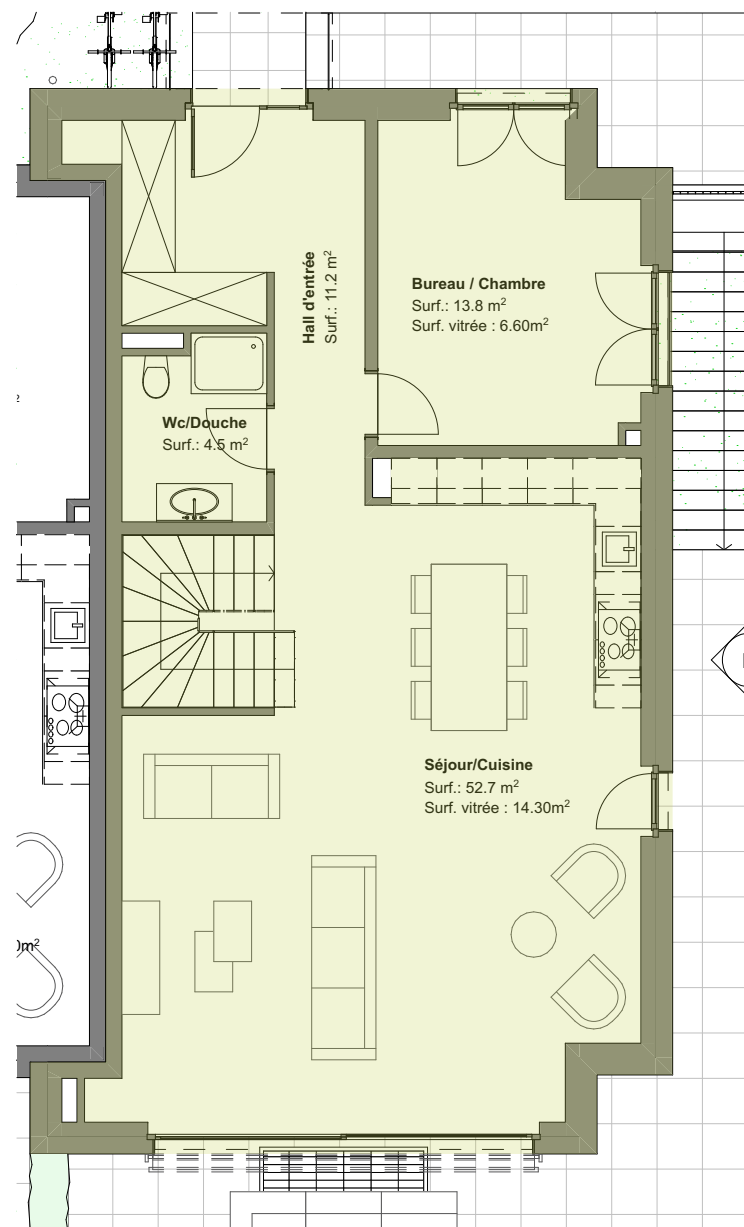 Hall d'entrée
Surf.: 11.2 m²
Bureau / Chambre
Surf.: 13.8 m²
Surf. vitrée : 6.60m²
Wc/Douche
Surf.: 4.5 m²
Séjour/Cuisine
Surf.: 52.7 m²
Surf. vitrée : 14.30m²